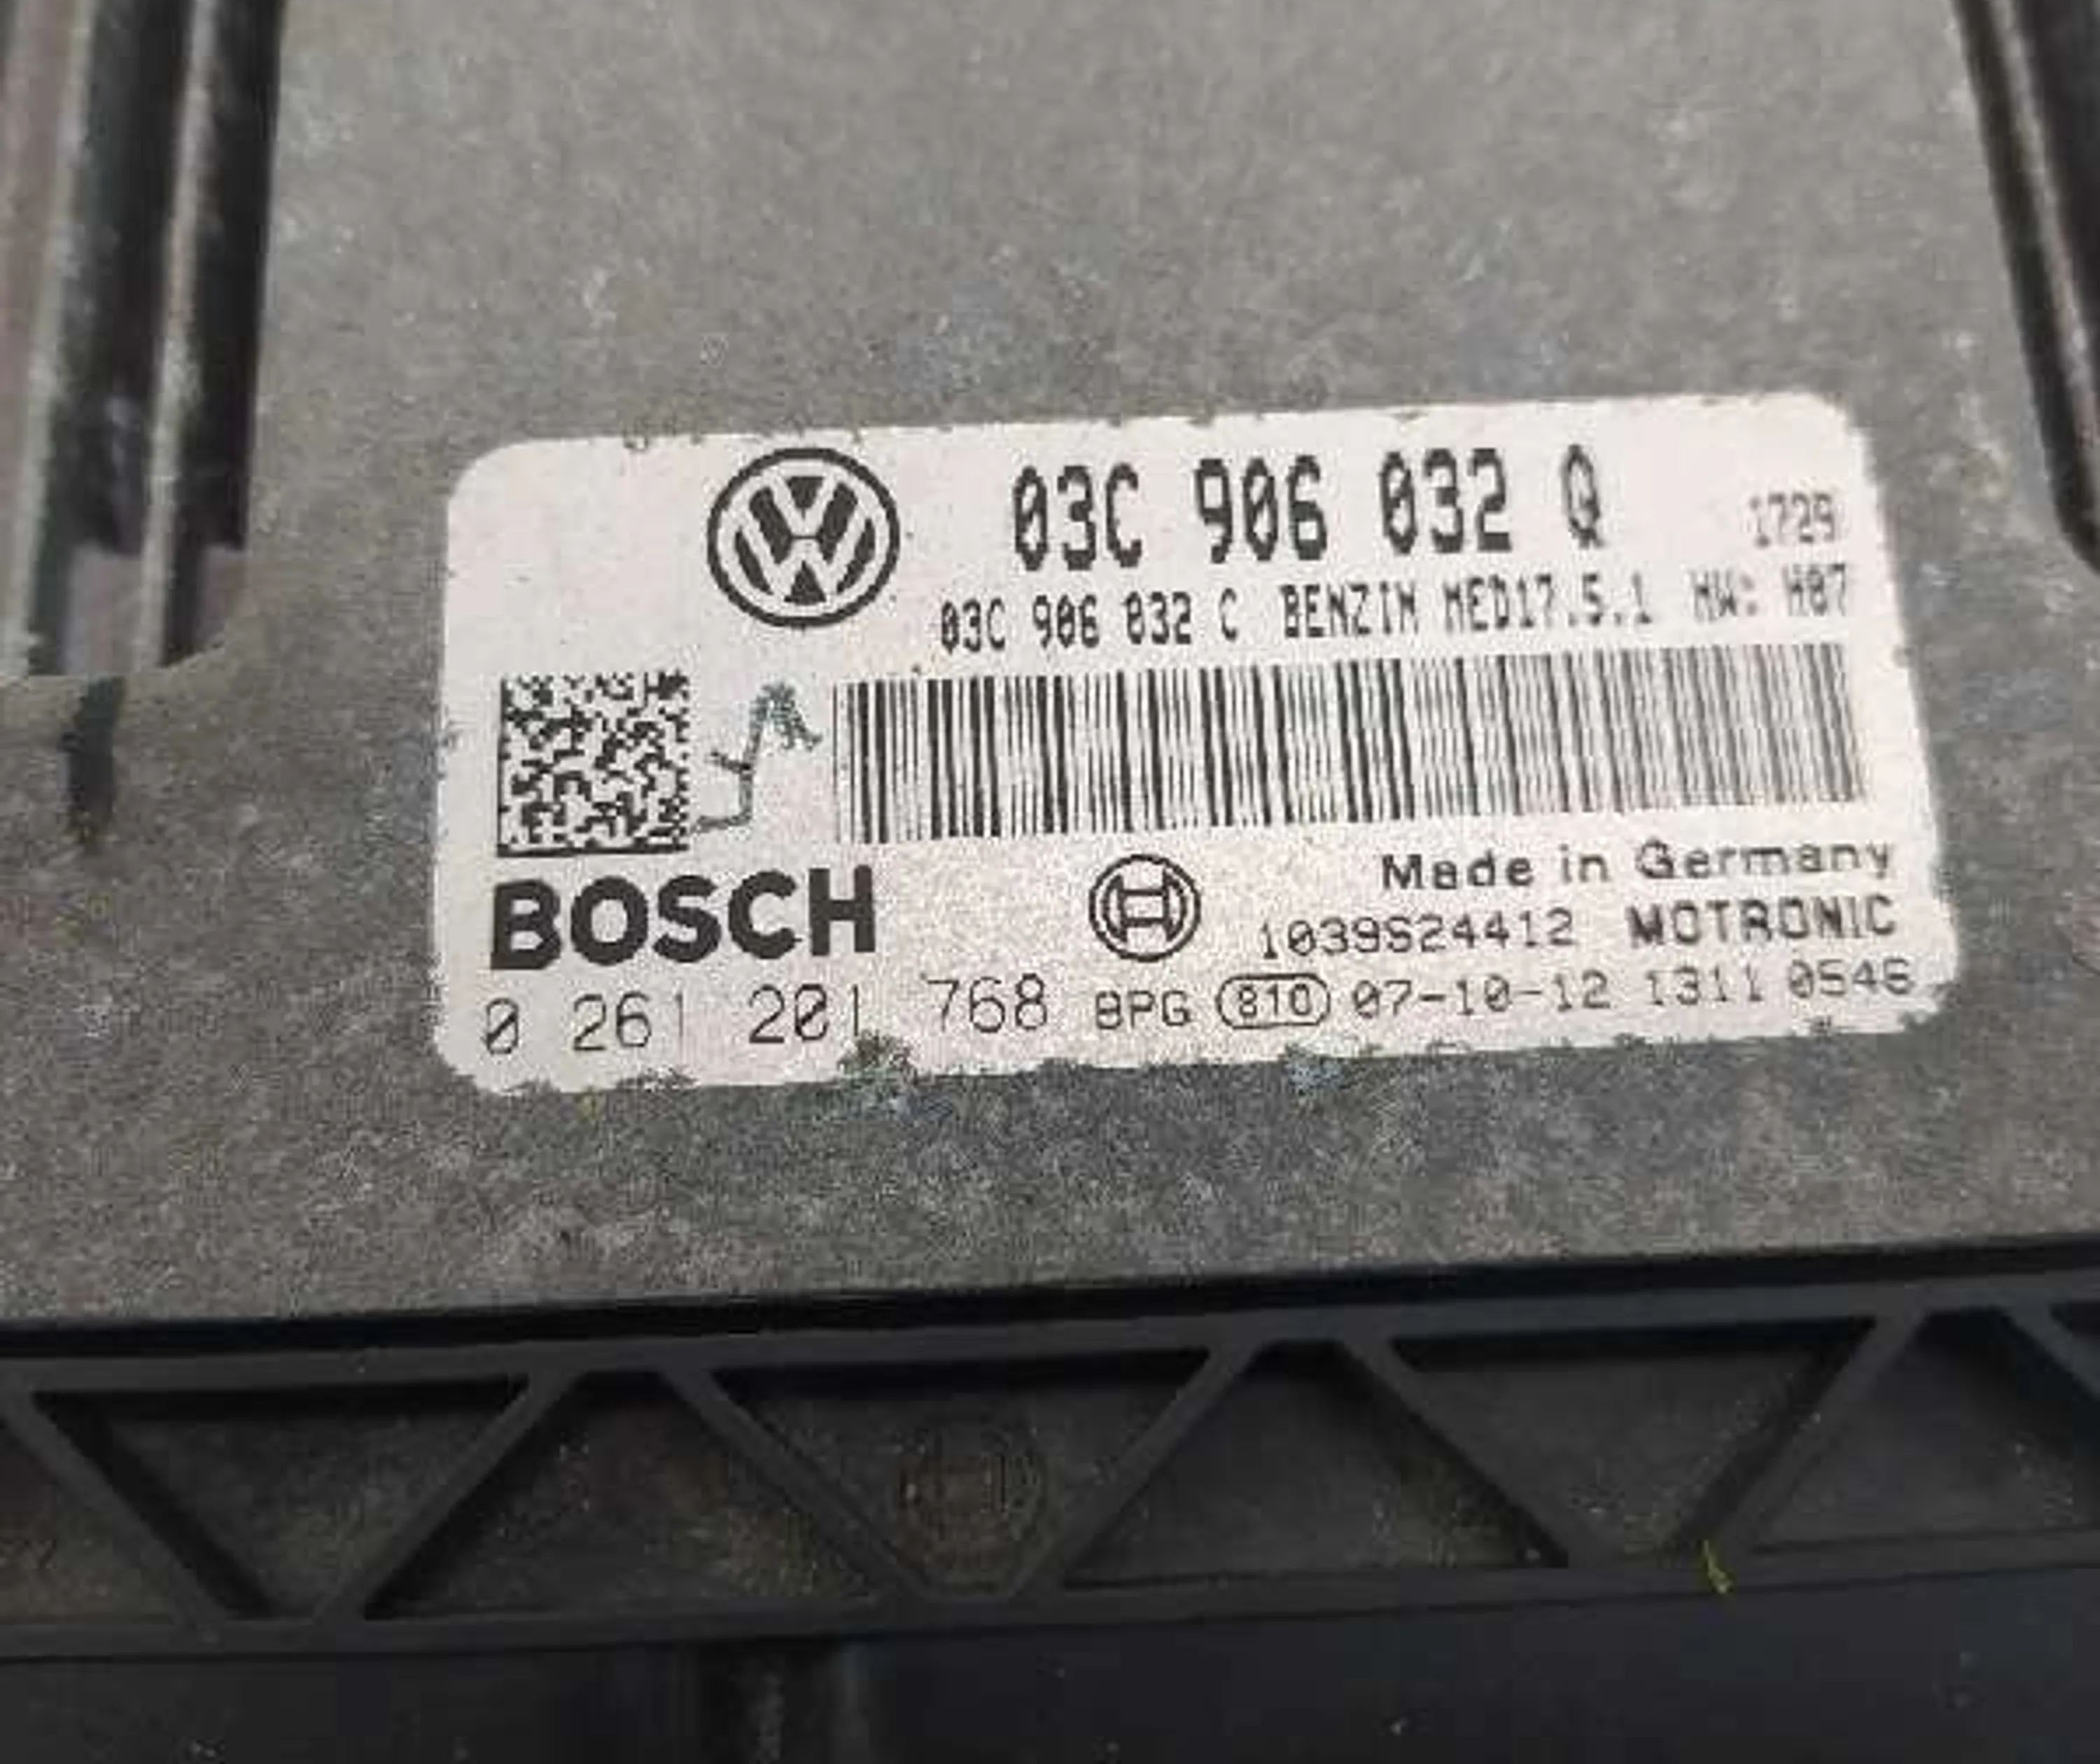 03C 906 032 Q
1729
03C 906 032 C BENZIN MED17.5.1 HW: H07
BOSCH
Made in Germany
1039S24412 MOTRONIC
0 261 201 768 BPG 810 07-10-12 1311 0546